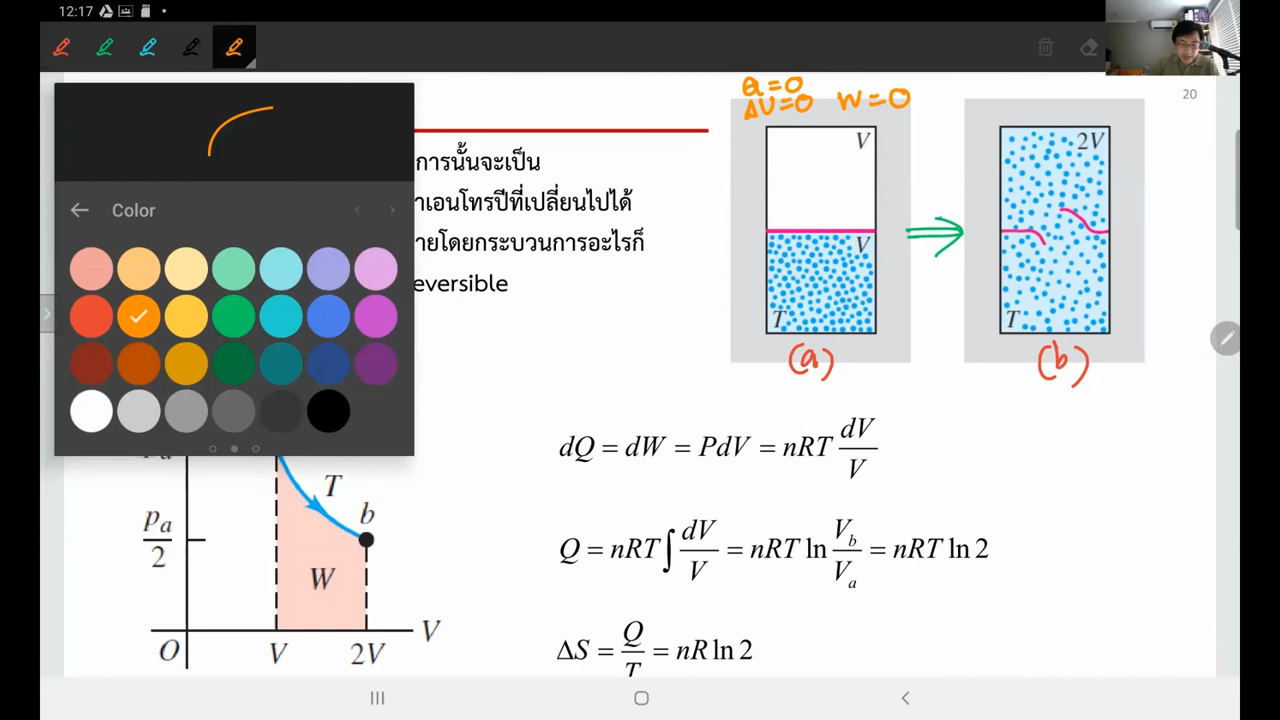 12:17
20
Color
Q=0
ΔU=0 W=0
การนั้นจะเป็น
าเอนโทรปีที่เปลี่ยนไปได้
ายโดยกระบวนการอะไรก็
eversible
V
V
T
(a)
2V
T
(b)
dQ = dW = PdV = nRT dV/V
Q = nRT ∫ dV/V = nRT ln V_b/V_a = nRT ln 2
ΔS = Q/T = nR ln 2
T
b
p_a/2
W
O V 2V V